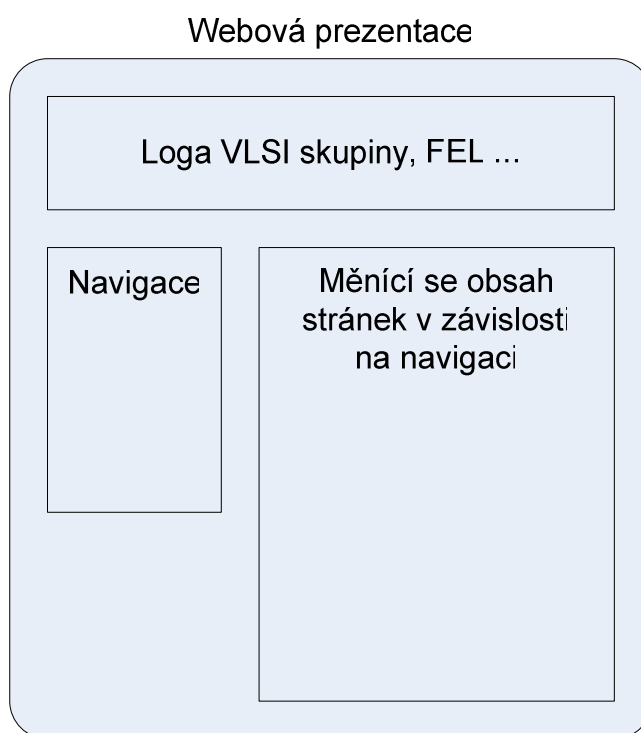 Webová prezentace
Loga VLSI skupiny, FEL ...
Navigace
Měnící se obsah
stránek v závislosti
na navigaci